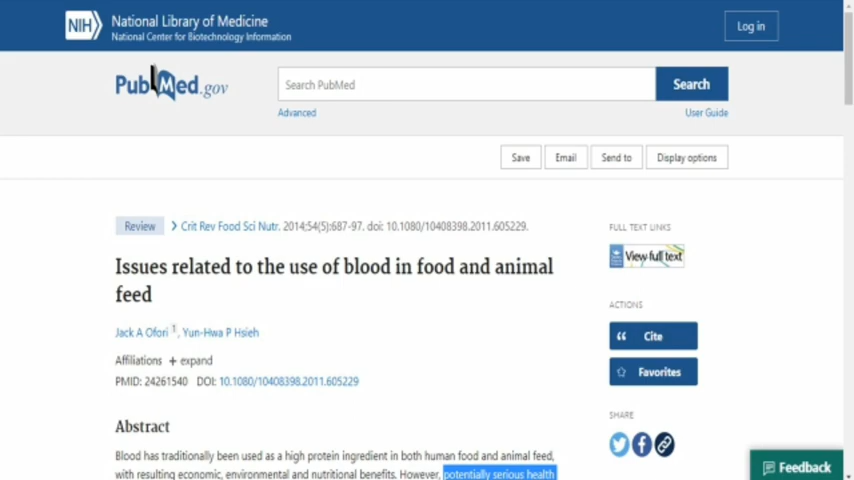 NIH National Library of Medicine
National Center for Biotechnology Information
Log in
PubMed.gov
Search PubMed
Search
Advanced
User Guide
Save
Email
Send to
Display options
Review
Crit Rev Food Sci Nutr. 2014;54(5):687-97. doi: 10.1080/10408398.2011.605229.
Issues related to the use of blood in food and animal
feed
Jack A Ofori 1, Yun-Hwa P Hsieh
Affiliations + expand
PMID: 24261540 DOI: 10.1080/10408398.2011.605229
Abstract
Blood has traditionally been used as a high protein ingredient in both human food and animal feed,
with resulting economic, environmental and nutritional benefits. However, potentially serious health
FULL TEXT LINKS
View full text
ACTIONS
Cite
Favorites
SHARE
Feedback